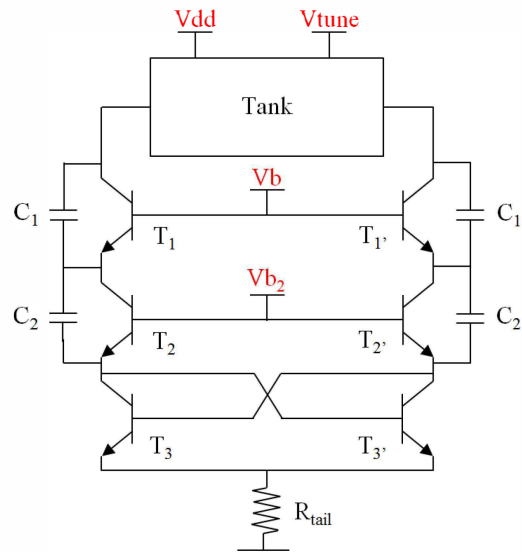 Vdd Vtune
Tank
Vb
C₁ C₁
T₁ T₁'
Vb₂
C₂ C₂
T₂ T₂'
T₃ T₃'
Rtail